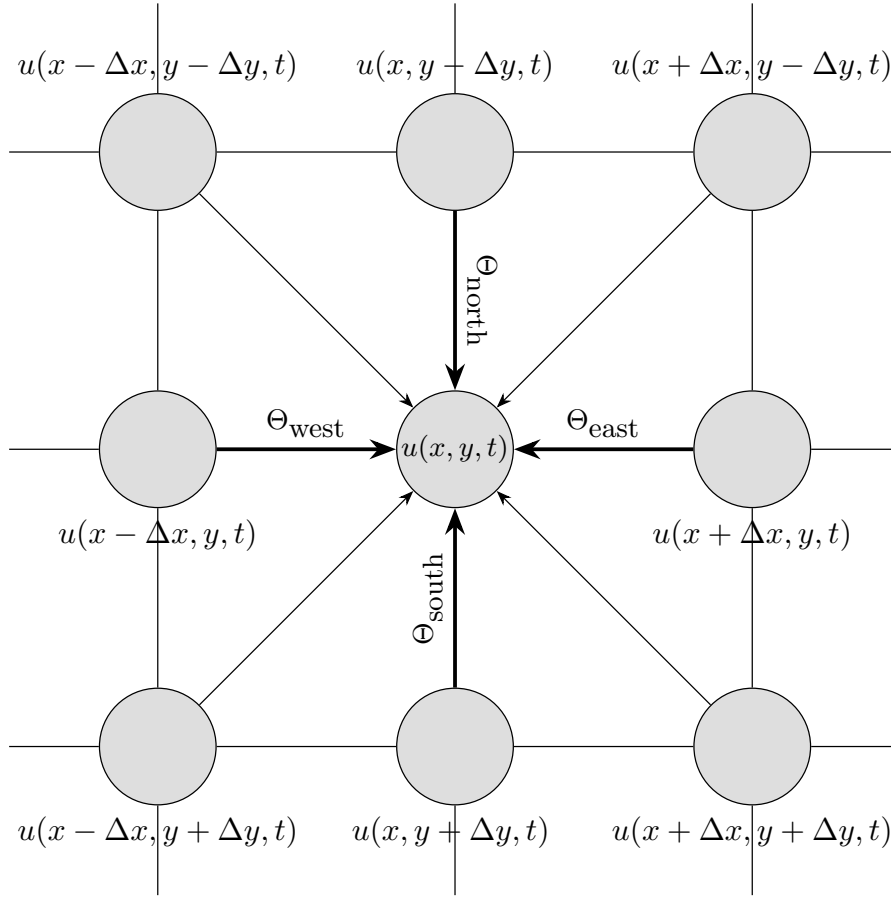 u(x − Δx, y − Δy, t) u(x, y − Δy, t) u(x + Δx, y − Δy, t)
Θnorth
Θwest Θeast
u(x, y, t)
u(x − Δx, y, t) u(x + Δx, y, t)
Θsouth
u(x − Δx, y + Δy, t) u(x, y + Δy, t) u(x + Δx, y + Δy, t)